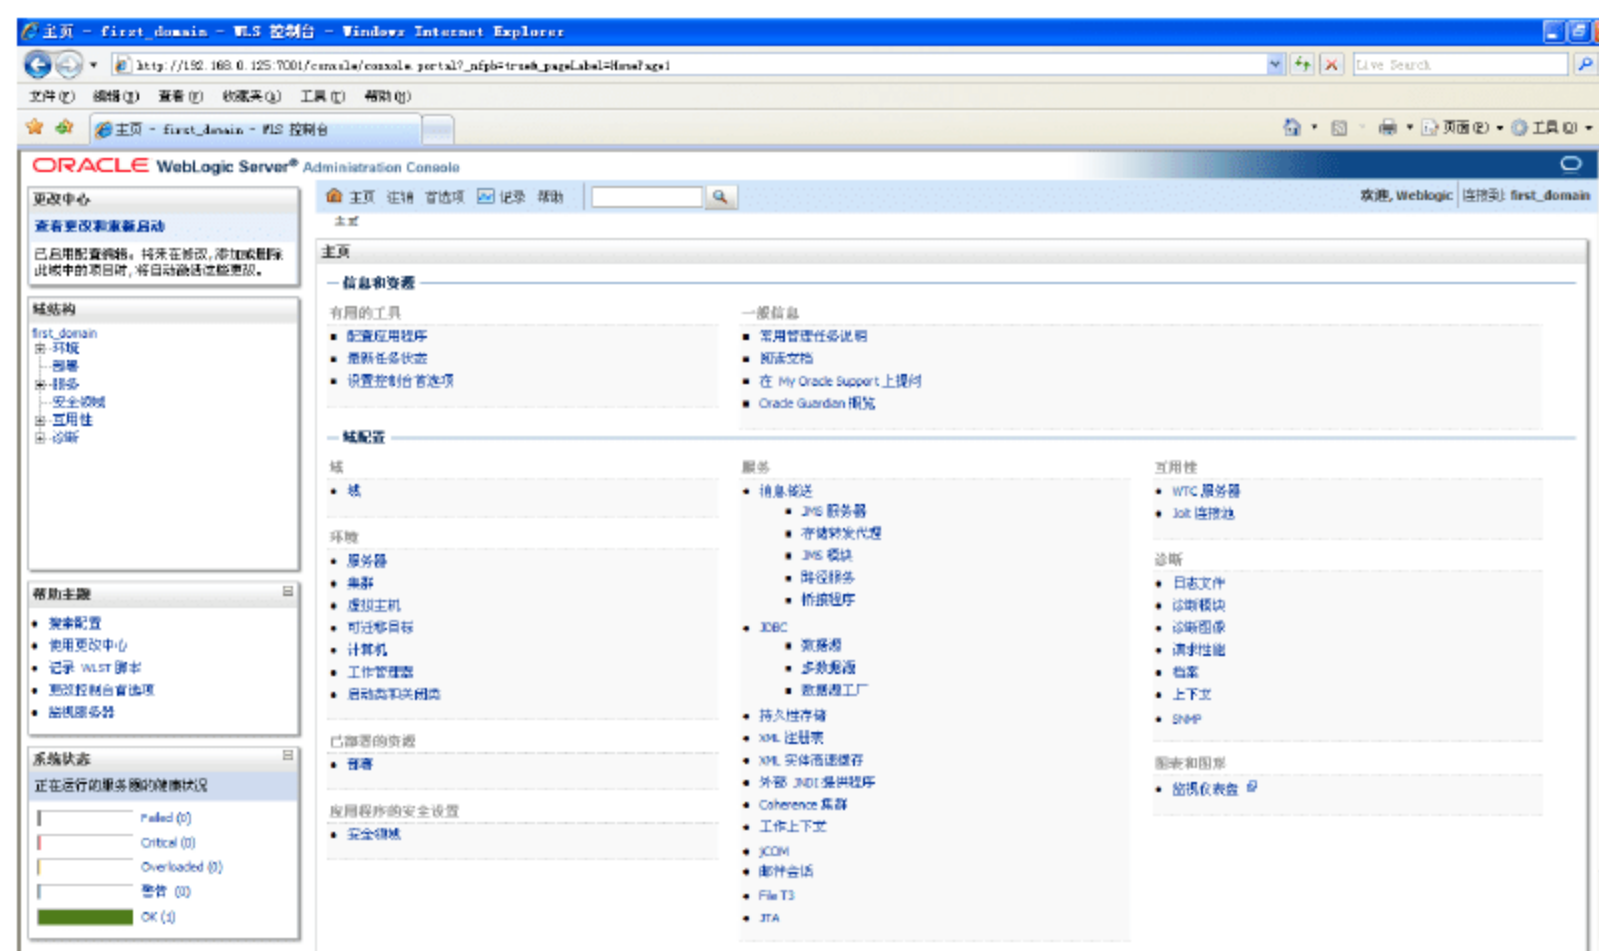 主页 - first_domain - WLS 控制台 - Windows Internet Explorer
http://192.168.0.125:7001/console/console.portal?_nfpb=true&_pageLabel=HomePage1
Live Search
文件(F) 编辑(E) 查看(V) 收藏夹(A) 工具(T) 帮助(H)
主页 - first_domain - WLS 控制台
页面(P) 工具(O)
ORACLE WebLogic Server® Administration Console
更改中心
查看更改和重新启动
已启用配置编辑。将来在修改,添加或删除
此域中的项目时,将自动激活这些更改。
域结构
first_domain
环境
部署
服务
安全领域
互用性
诊断
帮助主题
搜索配置
使用更改中心
记录 WLST 脚本
更改控制台首选项
监视服务器
系统状态
正在运行的服务器的健康状况
Failed (0)
Critical (0)
Overloaded (0)
警告 (0)
OK (1)
主页 注销 首选项 记录 帮助
欢迎, Weblogic 连接到: first_domain
主页
主页
信息和资源
有用的工具
配置应用程序
最新任务状态
设置控制台首选项
一般信息
常用管理任务说明
阅读文档
在 My Oracle Support 上提问
Oracle Guardian 概览
域配置
域
域
环境
服务器
集群
虚拟主机
可迁移目标
计算机
工作管理器
启动类和关闭类
已部署的资源
部署
应用程序的安全设置
安全领域
服务
消息传送
JMS 服务器
存储转发代理
JMS 模块
路径服务
桥接程序
JDBC
数据源
多数据源
数据源工厂
持久性存储
XML 注册表
XML 实体高速缓存
外部 JNDI 提供程序
Coherence 集群
工作上下文
jCOM
邮件会话
File T3
JTA
互用性
WTC 服务器
Jolt 连接池
诊断
日志文件
诊断模块
诊断图像
请求性能
档案
上下文
SNMP
图表和图形
监视仪表盘